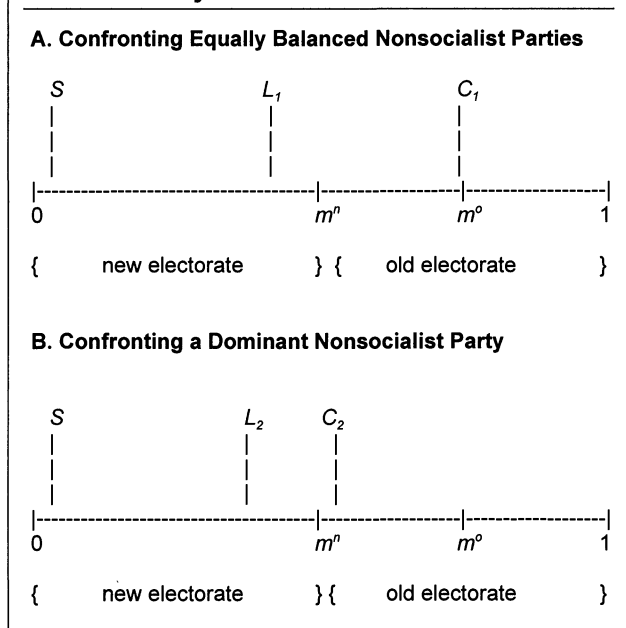 A. Confronting Equally Balanced Nonsocialist Parties
S L₁ C₁
0 mⁿ mᵒ 1
{ new electorate } { old electorate }
B. Confronting a Dominant Nonsocialist Party
S L₂ C₂
0 mⁿ mᵒ 1
{ new electorate } { old electorate }